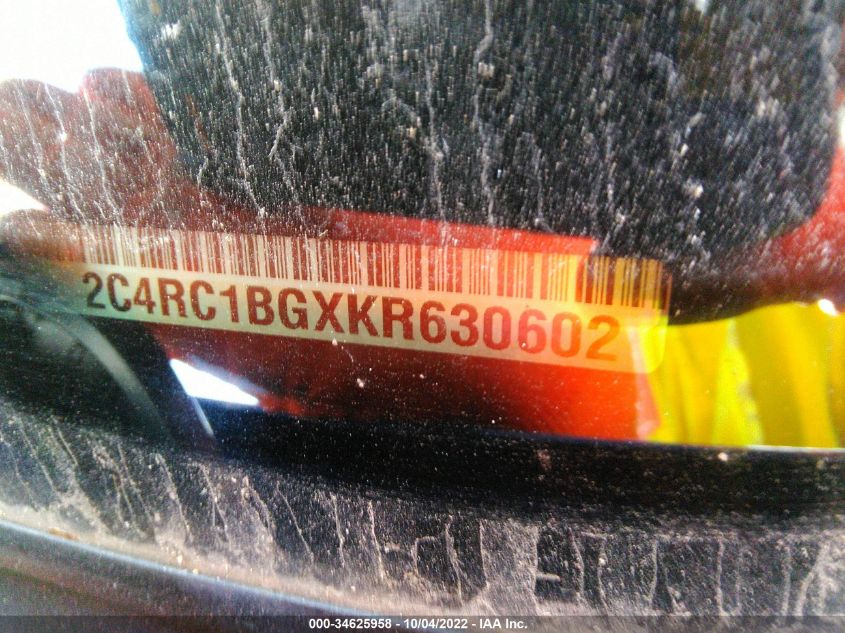 2C4RC1BGXKR630602
000-34625958 - 10/04/2022 - IAA Inc.